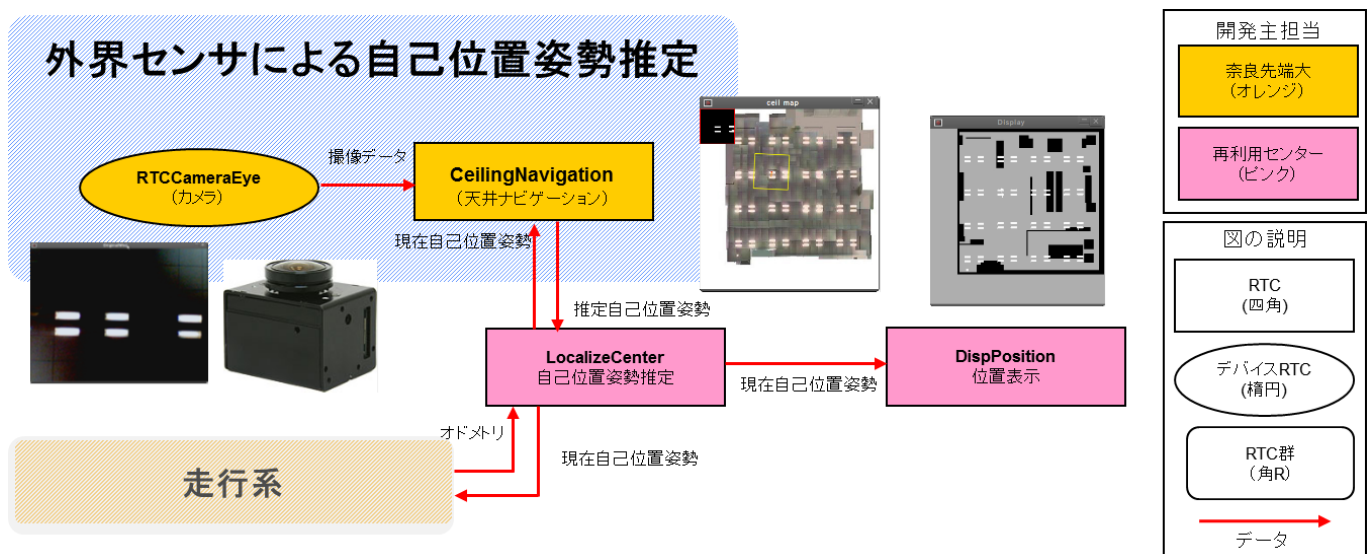 外界センサによる自己位置姿勢推定
RTCCameraEye
（カメラ）
撮像データ
CeilingNavigation
（天井ナビゲーション）
現在自己位置姿勢
推定自己位置姿勢
ceil map
Display
LocalizeCenter
自己位置姿勢推定
現在自己位置姿勢
DispPosition
位置表示
オドメトリ
現在自己位置姿勢
走行系
開発主担当
奈良先端大
（オレンジ）
再利用センター
（ピンク）
図の説明
RTC
(四角)
デバイスRTC
(楕円)
RTC群
（角R）
データ